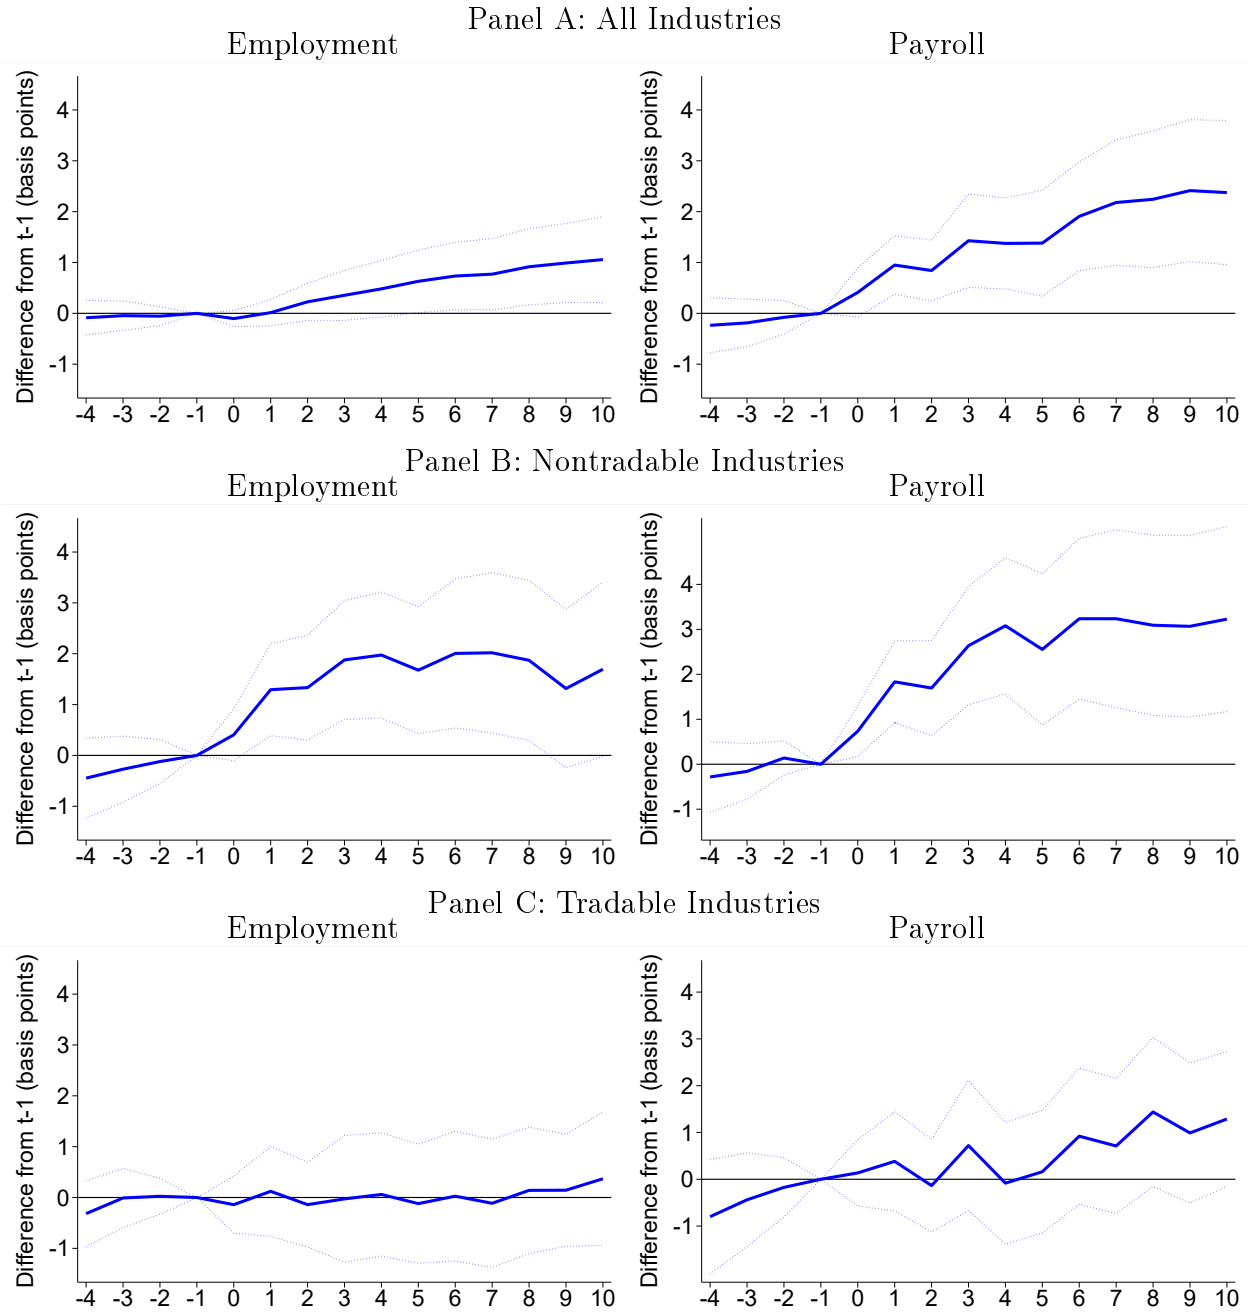 Panel A: All Industries
Employment Payroll
Difference from t-1 (basis points)
4
3
2
1
0
-1
-4 -3 -2 -1 0 1 2 3 4 5 6 7 8 9 10
Difference from t-1 (basis points)
4
3
2
1
0
-1
-4 -3 -2 -1 0 1 2 3 4 5 6 7 8 9 10
Panel B: Nontradable Industries
Employment Payroll
Difference from t-1 (basis points)
4
3
2
1
0
-1
-4 -3 -2 -1 0 1 2 3 4 5 6 7 8 9 10
Difference from t-1 (basis points)
4
3
2
1
0
-1
-4 -3 -2 -1 0 1 2 3 4 5 6 7 8 9 10
Panel C: Tradable Industries
Employment Payroll
Difference from t-1 (basis points)
4
3
2
1
0
-1
-4 -3 -2 -1 0 1 2 3 4 5 6 7 8 9 10
Difference from t-1 (basis points)
4
3
2
1
0
-1
-4 -3 -2 -1 0 1 2 3 4 5 6 7 8 9 10